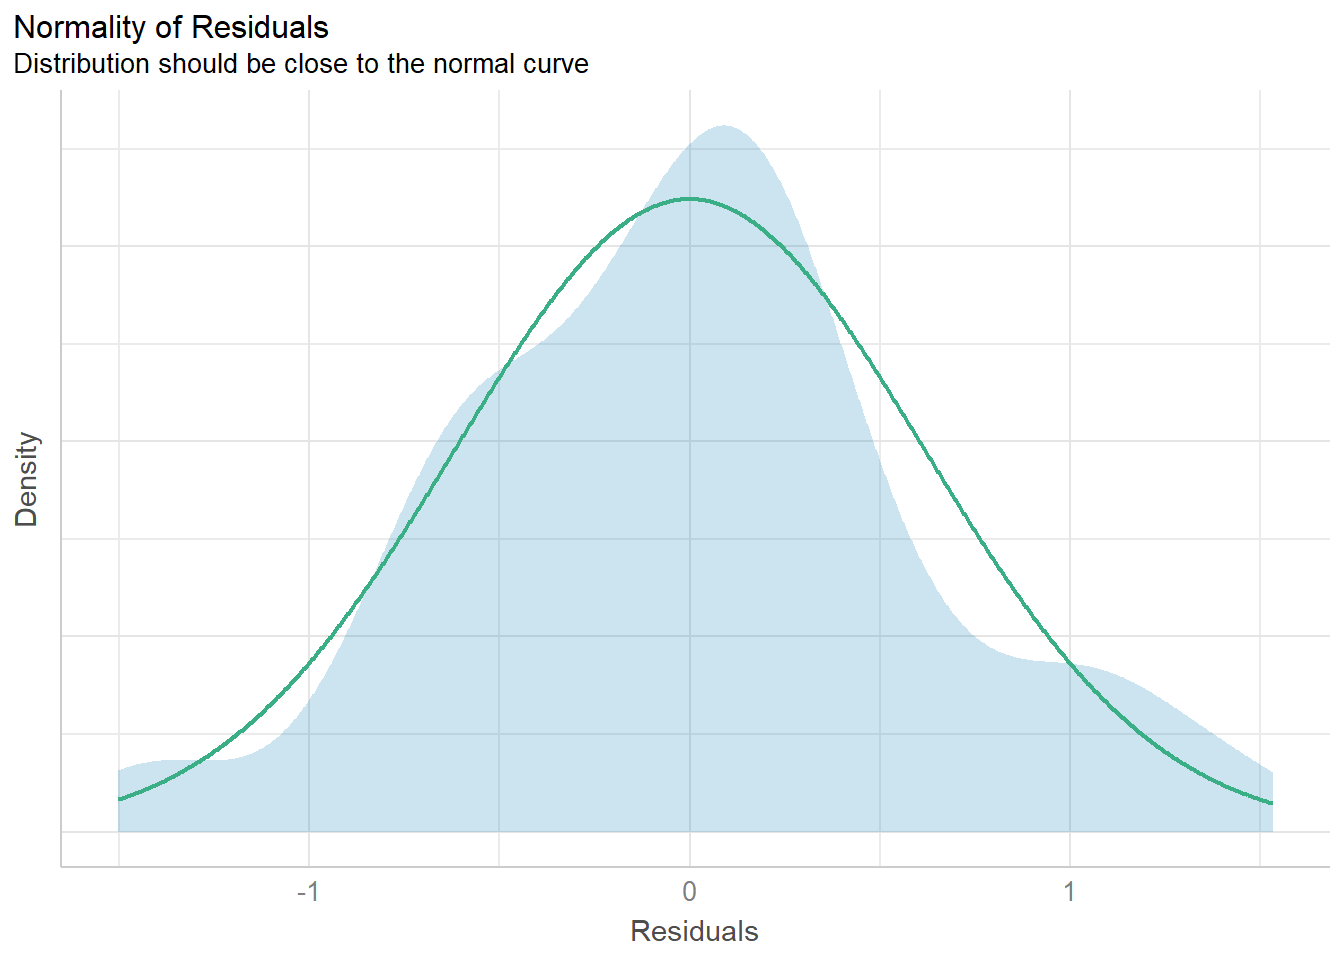 Normality of Residuals
Distribution should be close to the normal curve
Density
-1 0 1
Residuals